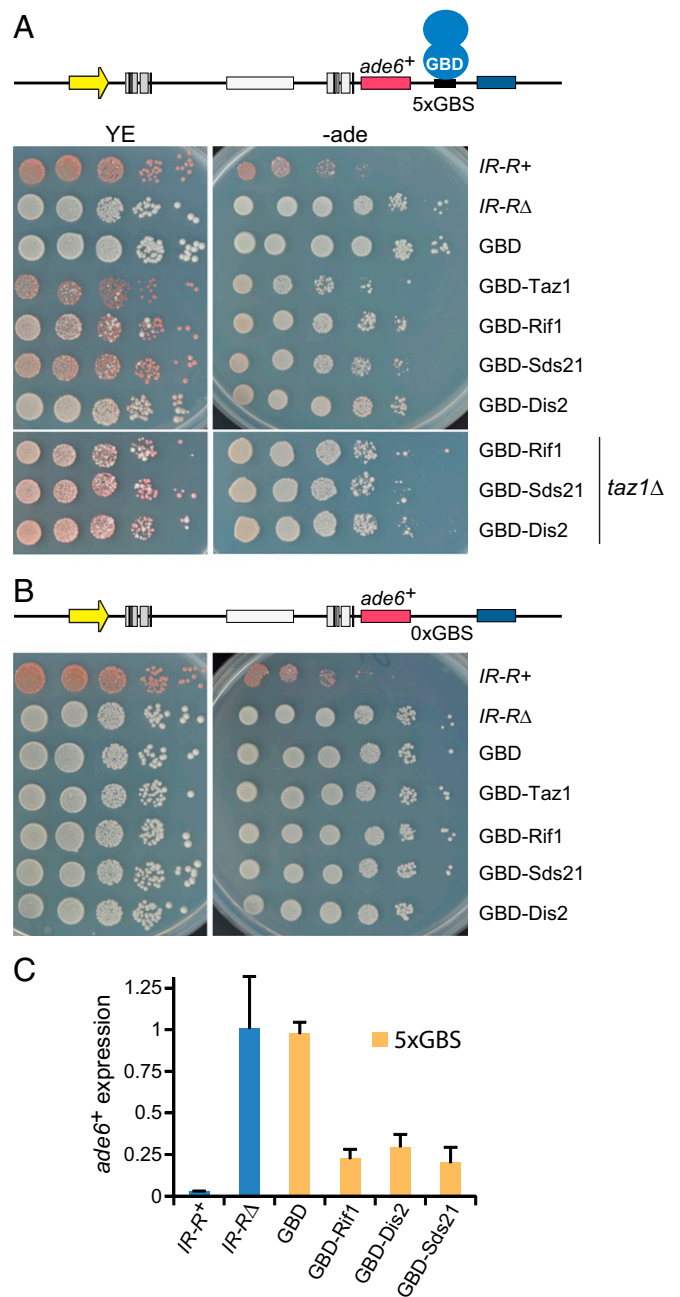 A
GBD
ade6+
5xGBS
YE
-ade
IR-R+
IR-RΔ
GBD
GBD-Taz1
GBD-Rif1
GBD-Sds21
GBD-Dis2
GBD-Rif1
GBD-Sds21
GBD-Dis2
taz1Δ
B
ade6+
0xGBS
IR-R+
IR-RΔ
GBD
GBD-Taz1
GBD-Rif1
GBD-Sds21
GBD-Dis2
C
ade6+ expression
1.25
1
0.75
0.5
0.25
0
5xGBS
IR-R+
IR-RΔ
GBD
GBD-Rif1
GBD-Dis2
GBD-Sds21